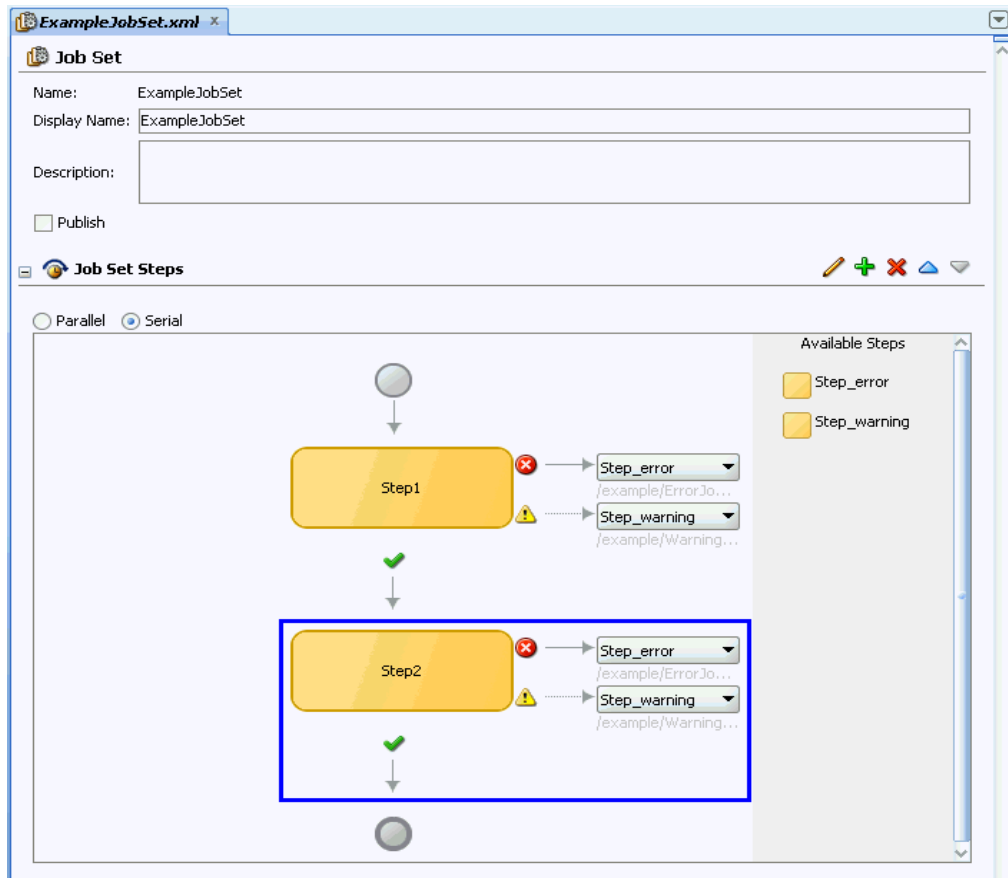 ExampleJobSet.xml
Job Set
Name: ExampleJobSet
Display Name: ExampleJobSet
Description:
Publish
Job Set Steps
Parallel Serial
Available Steps
Step_error
Step_warning
Step1
Step_error
/example/ErrorJo...
Step_warning
/example/Warning...
Step2
Step_error
/example/ErrorJo...
Step_warning
/example/Warning...